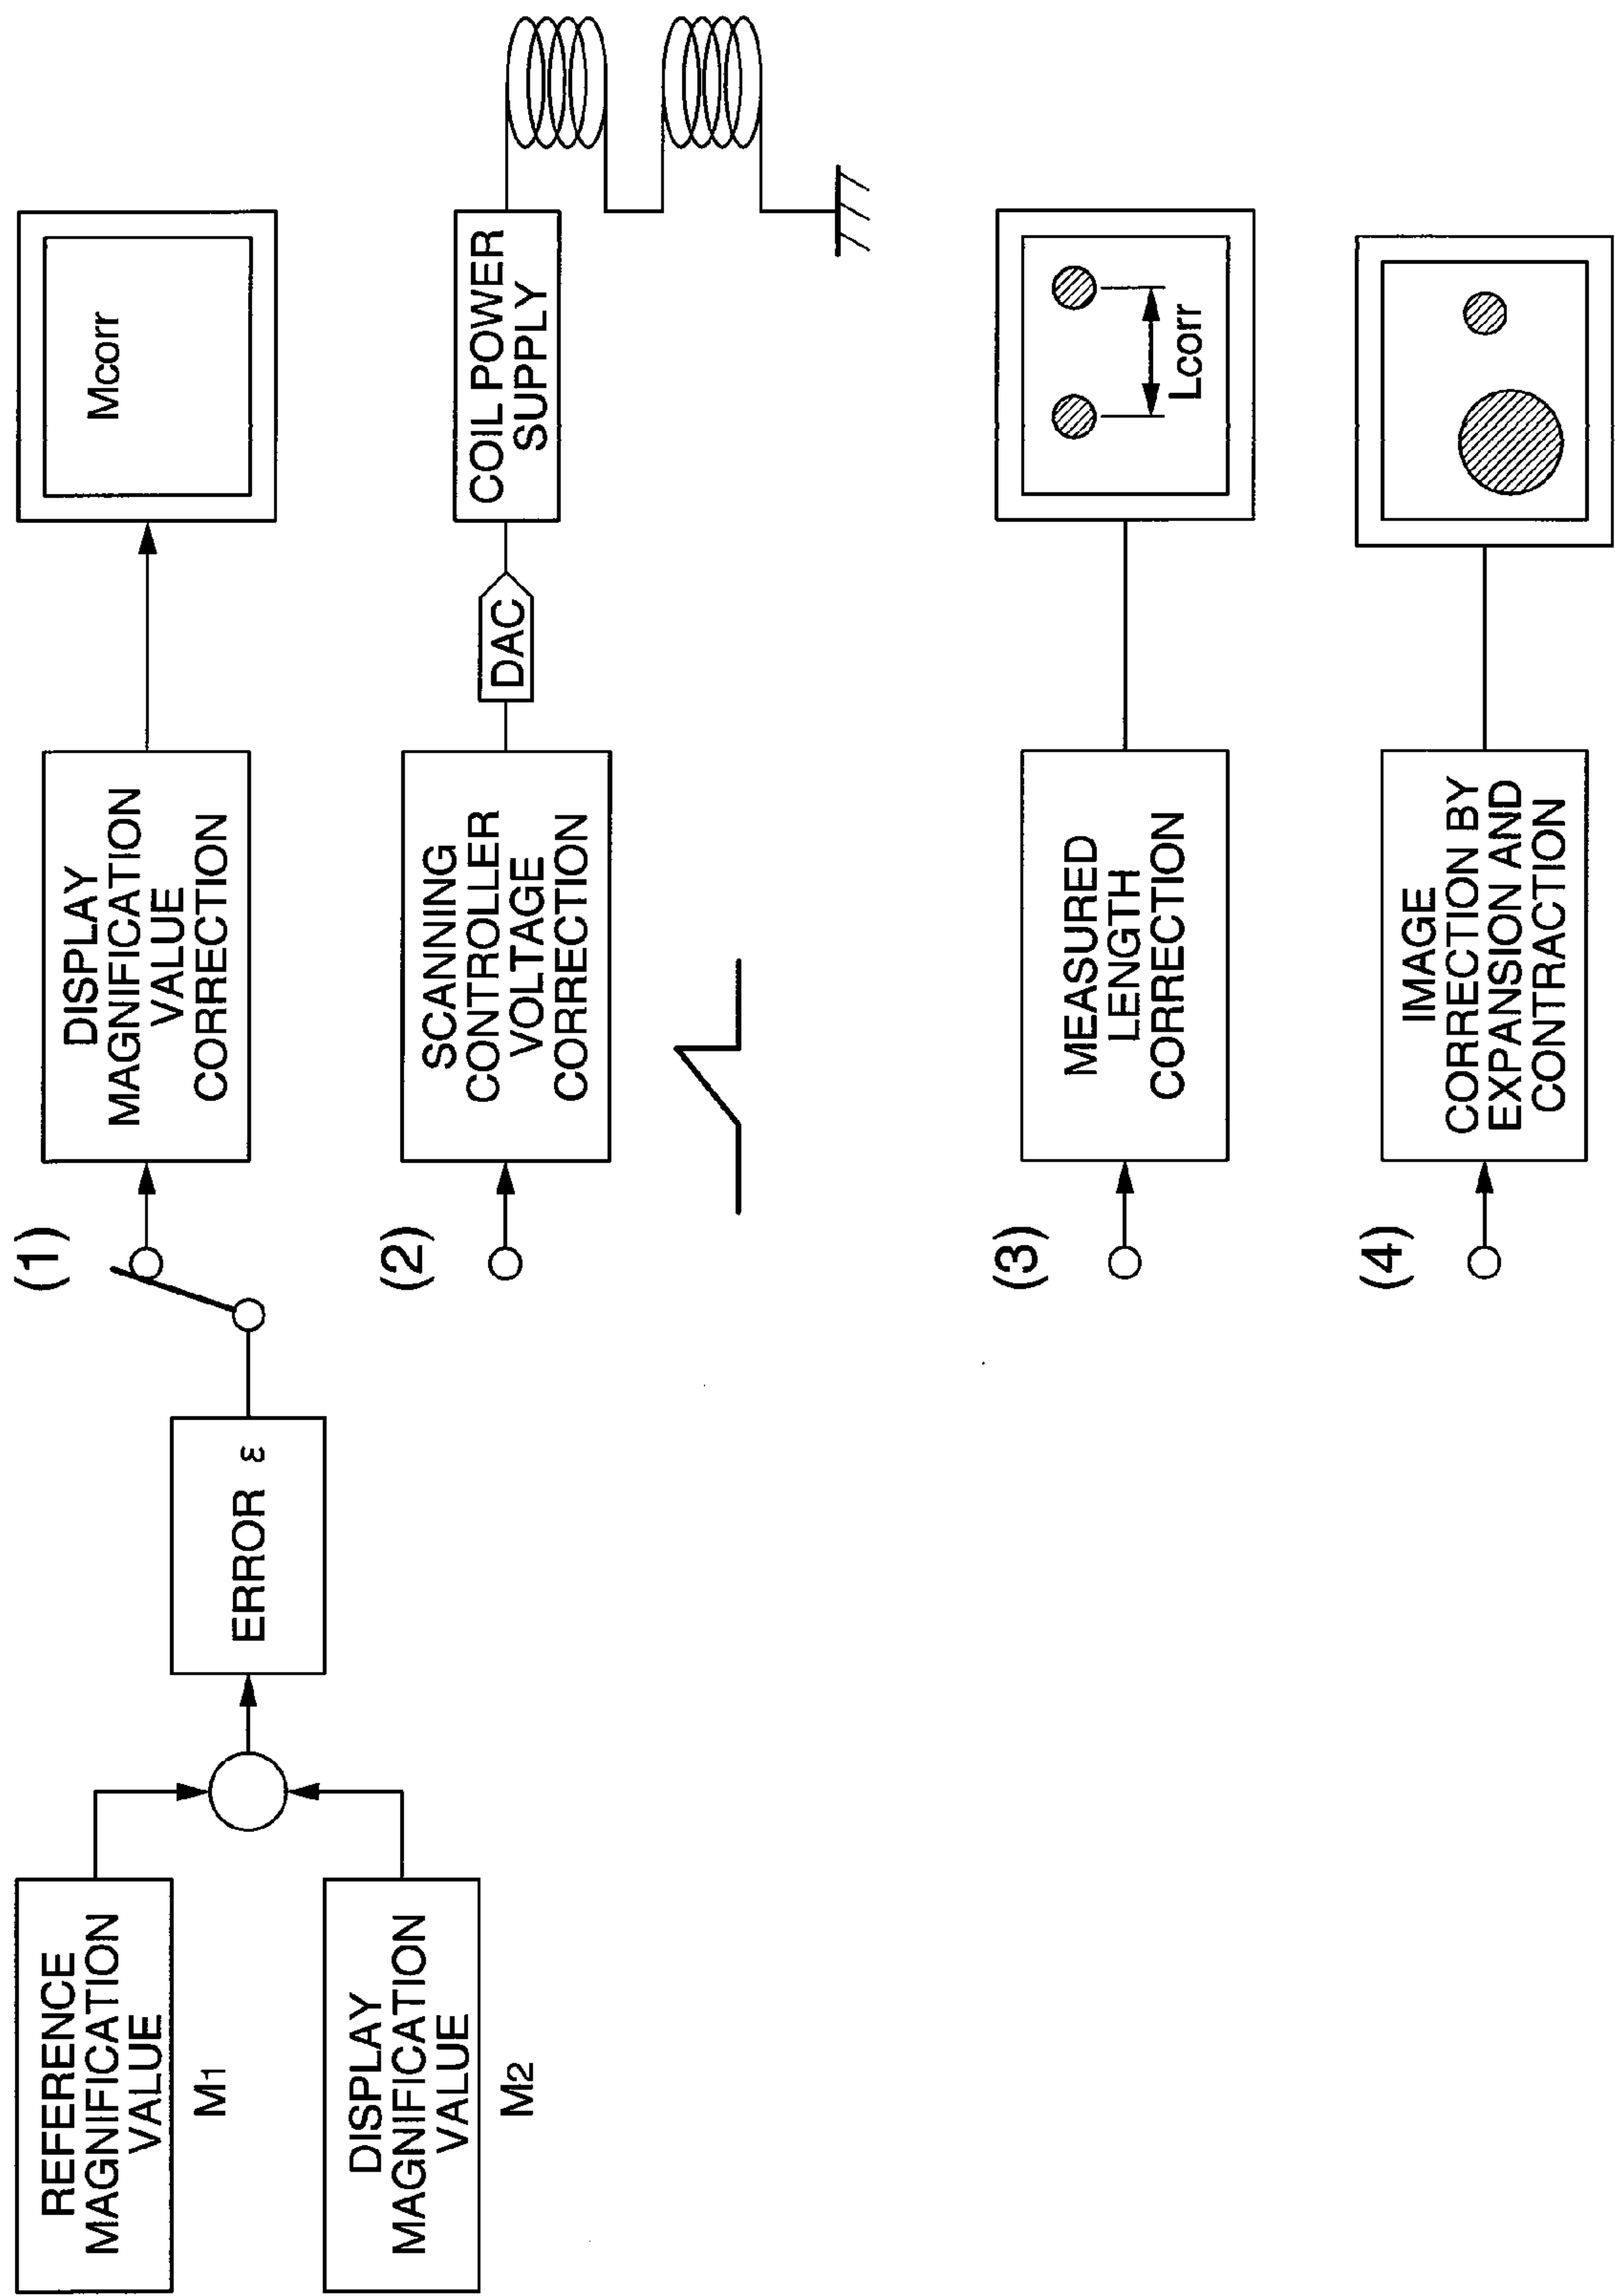 REFERENCE
MAGNIFICATION
VALUE
M1
DISPLAY
MAGNIFICATION
VALUE
M2
ERROR ε
(1)
DISPLAY
MAGNIFICATION
VALUE
CORRECTION
Mcorr
(2)
SCANNING
CONTROLLER
VOLTAGE
CORRECTION
DAC
COIL POWER
SUPPLY
(3)
MEASURED
LENGTH
CORRECTION
Lcorr
(4)
IMAGE
CORRECTION BY
EXPANSION AND
CONTRACTION